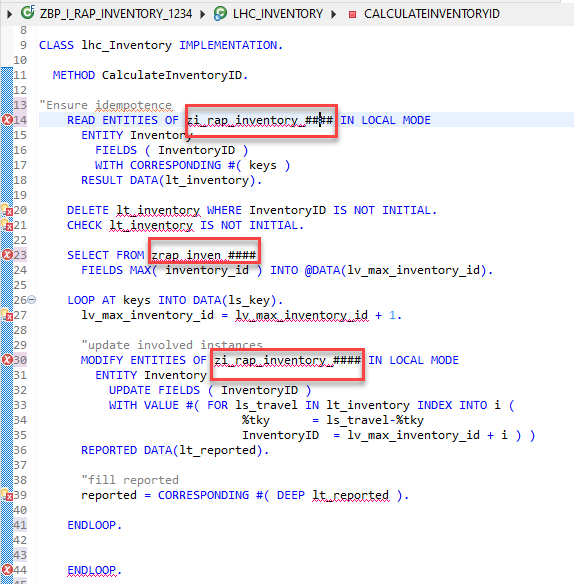 ZBP_I_RAP_INVENTORY_1234 LHC_INVENTORY CALCULATEINVENTORYID
8
9 CLASS lhc_Inventory IMPLEMENTATION.
10
11 METHOD CalculateInventoryID.
12
13 "Ensure idempotence
14 READ ENTITIES OF zi_rap_inventory_#### IN LOCAL MODE
15 ENTITY Inventory
16 FIELDS ( InventoryID )
17 WITH CORRESPONDING #( keys )
18 RESULT DATA(lt_inventory).
19
20 DELETE lt_inventory WHERE InventoryID IS NOT INITIAL.
21 CHECK lt_inventory IS NOT INITIAL.
22
23 SELECT FROM zrap_inven_####
24 FIELDS MAX( inventory_id ) INTO @DATA(lv_max_inventory_id).
25
26 LOOP AT keys INTO DATA(ls_key).
27 lv_max_inventory_id = lv_max_inventory_id + 1.
28
29 "update involved instances
30 MODIFY ENTITIES OF zi_rap_inventory_#### IN LOCAL MODE
31 ENTITY Inventory
32 UPDATE FIELDS ( InventoryID )
33 WITH VALUE #( FOR ls_travel IN lt_inventory INDEX INTO i (
34 %tky = ls_travel-%tky
35 InventoryID = lv_max_inventory_id + i ) )
36 REPORTED DATA(lt_reported).
37
38 "fill reported
39 reported = CORRESPONDING #( DEEP lt_reported ).
40
41 ENDLOOP.
42
43
44 ENDLOOP.